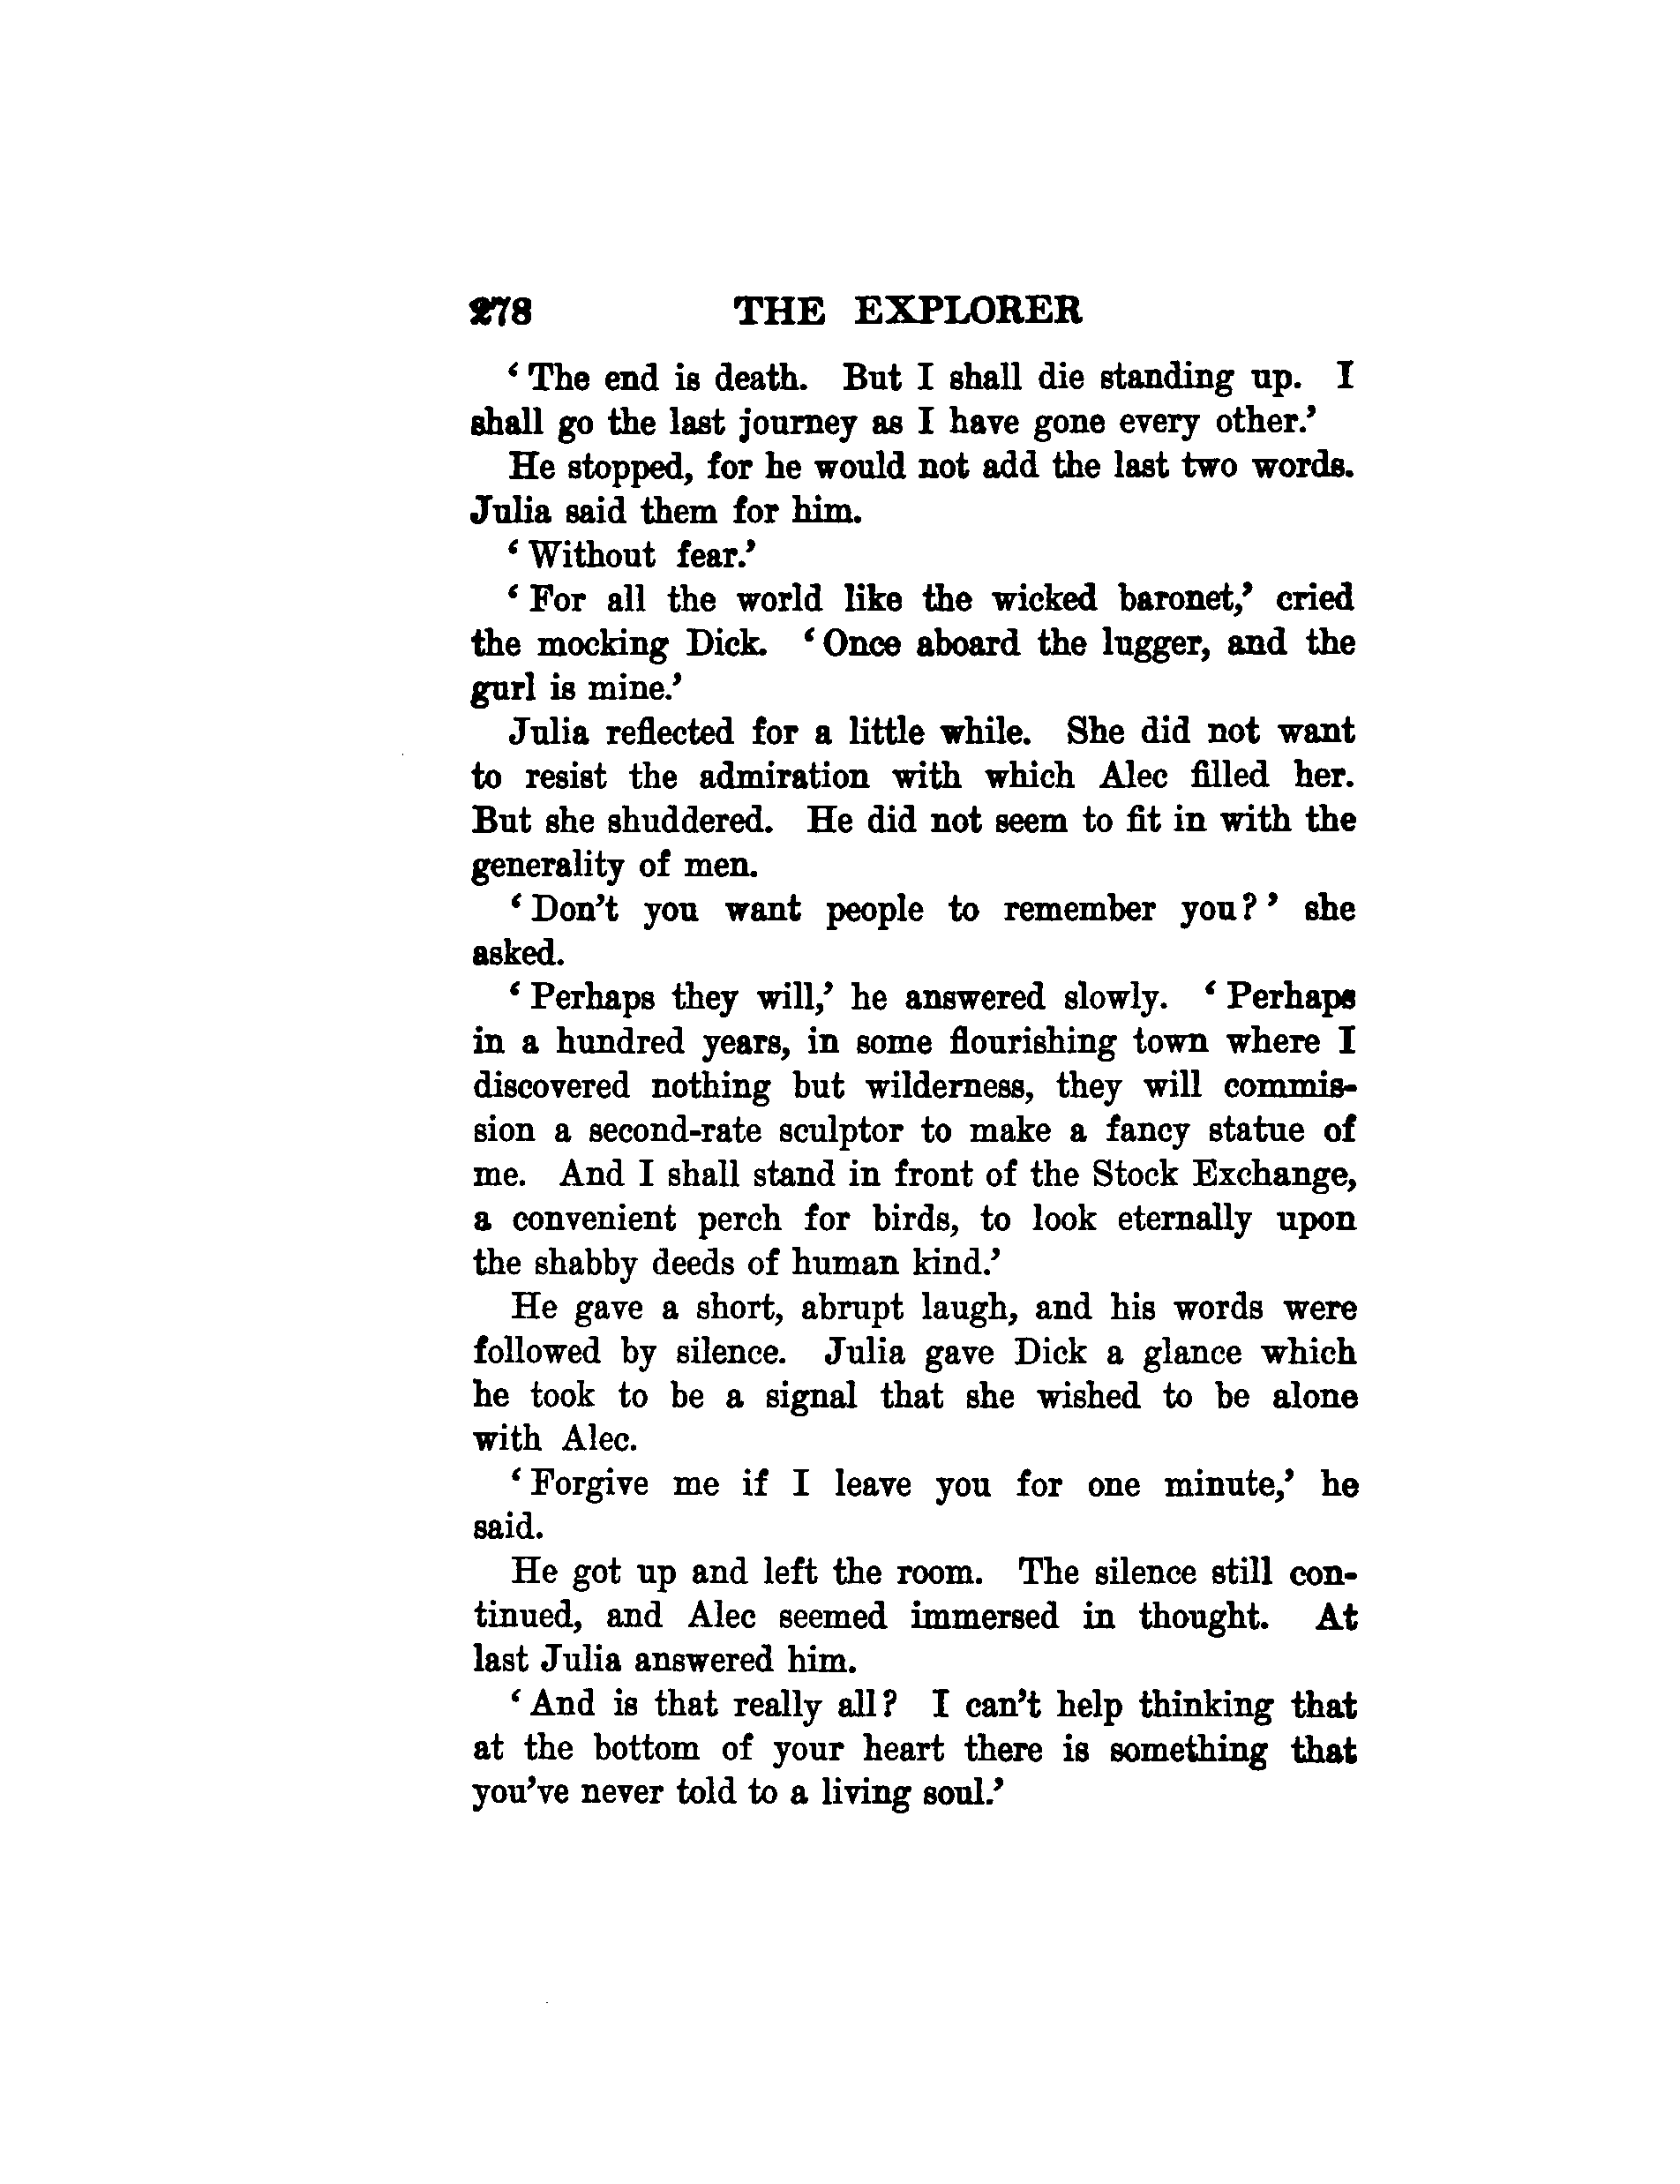 278 THE EXPLORER
‘The end is death. But I shall die standing up. I
shall go the last journey as I have gone every other.’
He stopped, for he would not add the last two words.
Julia said them for him.
‘Without fear.’
‘For all the world like the wicked baronet,’ cried
the mocking Dick. ‘Once aboard the lugger, and the
gurl is mine.’
Julia reflected for a little while. She did not want
to resist the admiration with which Alec filled her.
But she shuddered. He did not seem to fit in with the
generality of men.
‘Don’t you want people to remember you?’ she
asked.
‘Perhaps they will,’ he answered slowly. ‘Perhaps
in a hundred years, in some flourishing town where I
discovered nothing but wilderness, they will commis-
sion a second-rate sculptor to make a fancy statue of
me. And I shall stand in front of the Stock Exchange,
a convenient perch for birds, to look eternally upon
the shabby deeds of human kind.’
He gave a short, abrupt laugh, and his words were
followed by silence. Julia gave Dick a glance which
he took to be a signal that she wished to be alone
with Alec.
‘Forgive me if I leave you for one minute,’ he
said.
He got up and left the room. The silence still con-
tinued, and Alec seemed immersed in thought. At
last Julia answered him.
‘And is that really all? I can’t help thinking that
at the bottom of your heart there is something that
you’ve never told to a living soul.’